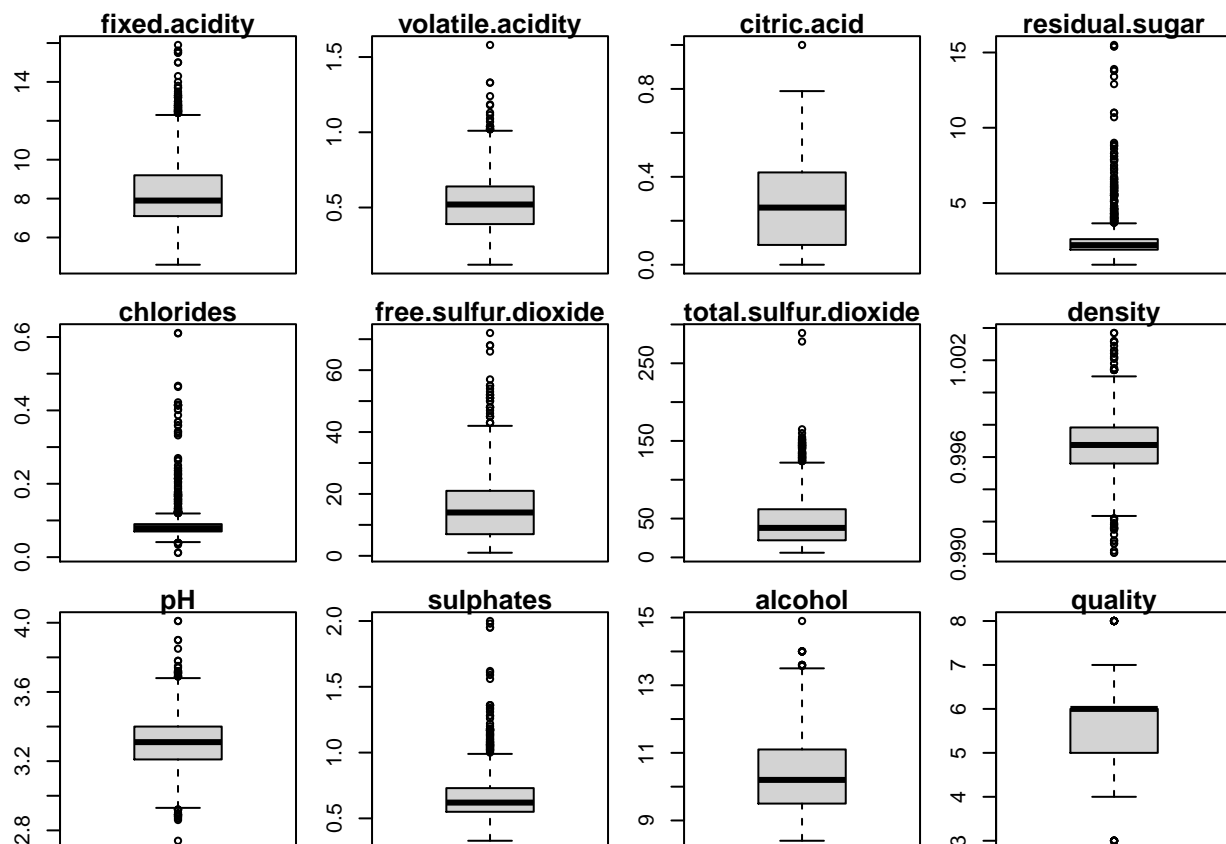 fixed.acidity volatile.acidity citric.acid residual.sugar
6 8 10 14
0.5 1.0 1.5
0.0 0.4 0.8
5 10 15
chlorides free.sulfur.dioxide total.sulfur.dioxide density
0.0 0.2 0.4 0.6
0 20 40 60
0 50 150 250
0.990 0.996 1.002
pH sulphates alcohol quality
2.8 3.2 3.6 4.0
0.5 1.0 1.5 2.0
9 11 13 15
3 4 5 6 7 8